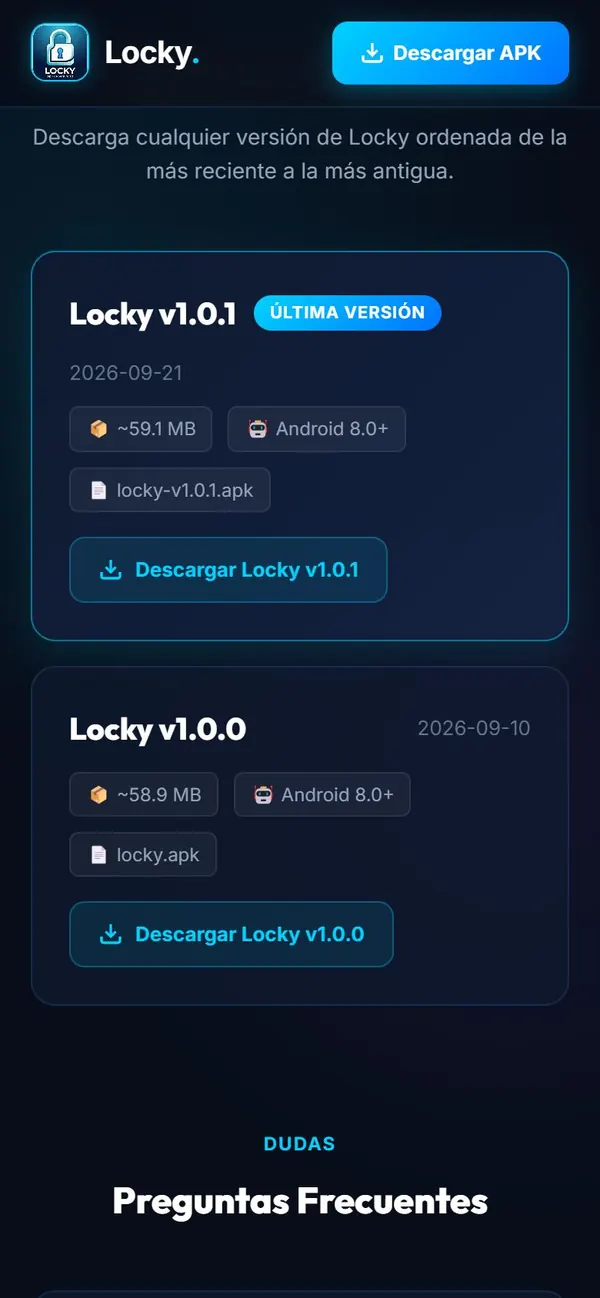 LOCKY
Locky.
Descargar APK
Descarga cualquier versión de Locky ordenada de la
más reciente a la más antigua.
Locky v1.0.1
ÚLTIMA VERSIÓN
2026-09-21
~59.1 MB
Android 8.0+
locky-v1.0.1.apk
Descargar Locky v1.0.1
Locky v1.0.0
2026-09-10
~58.9 MB
Android 8.0+
locky.apk
Descargar Locky v1.0.0
DUDAS
Preguntas Frecuentes